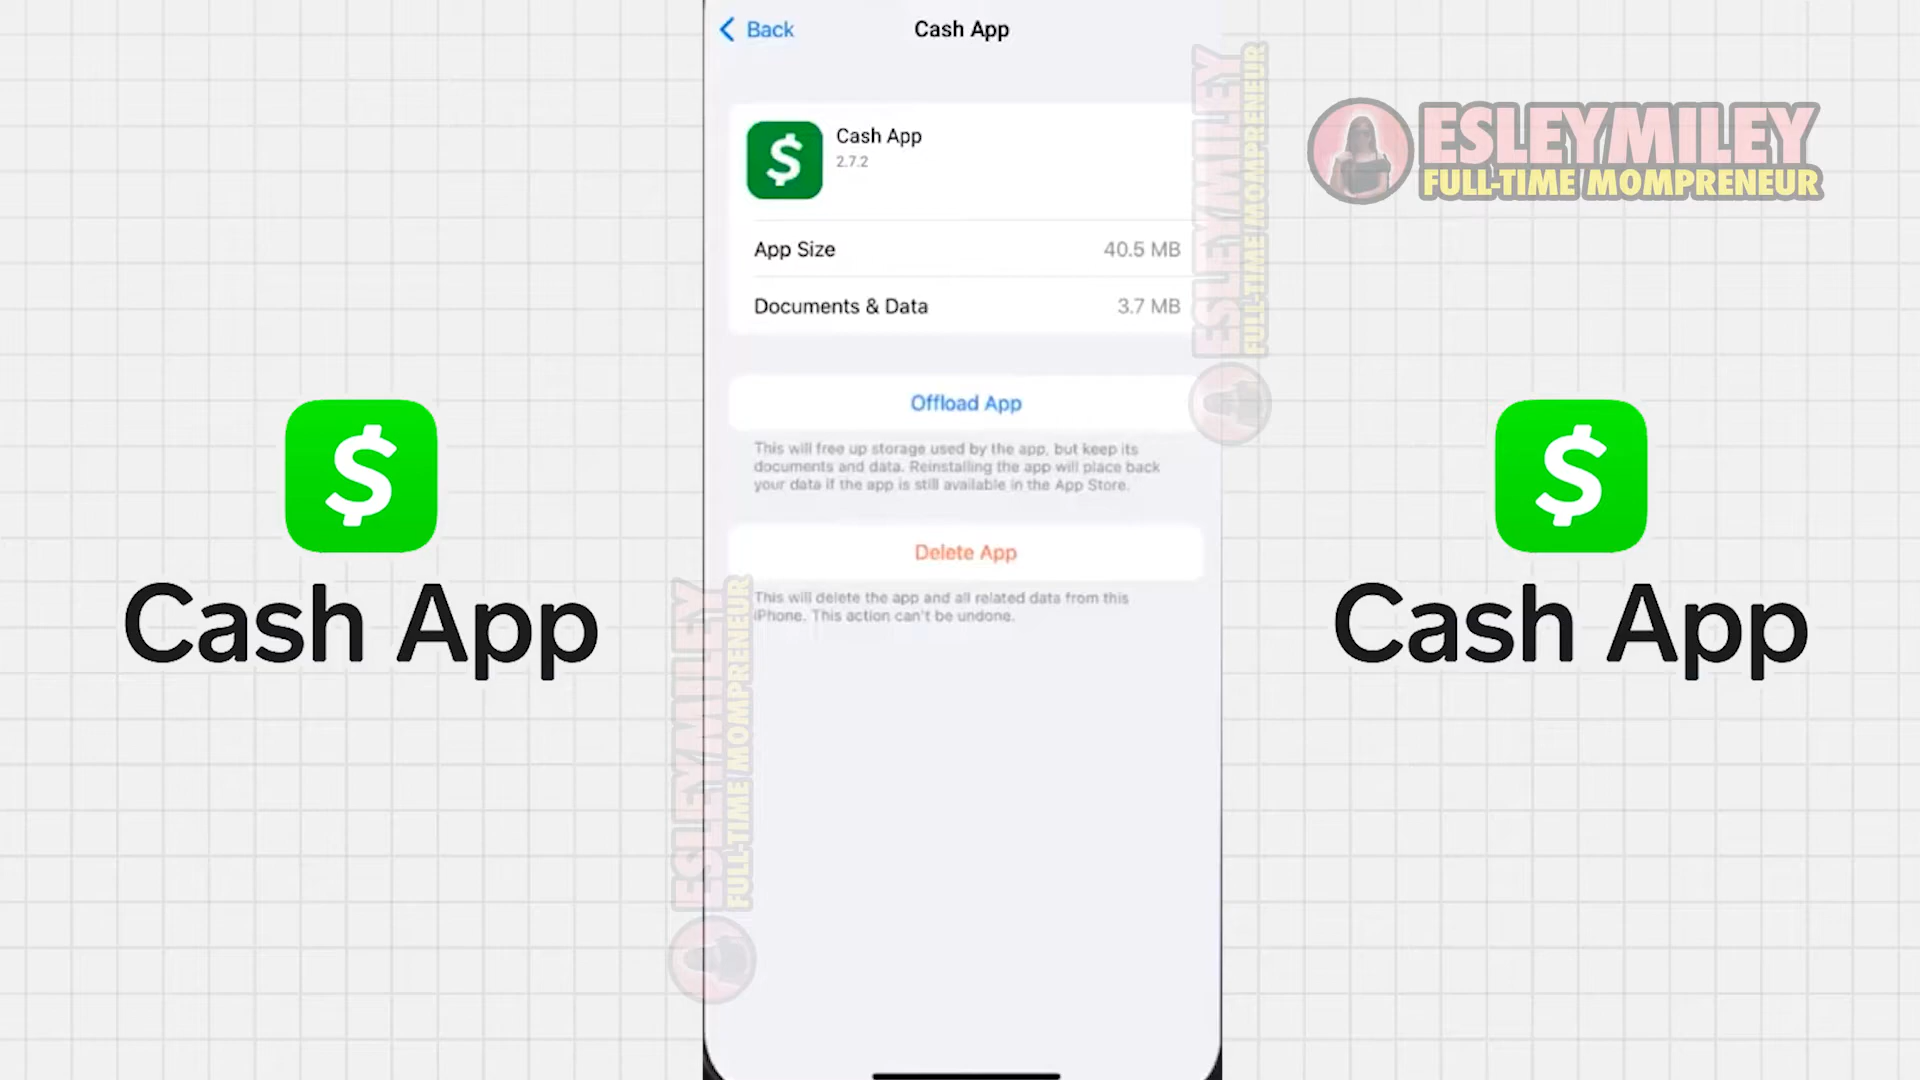 Back
Cash App
$
Cash App
2.7.2
App Size
40.5 MB
Documents & Data
3.7 MB
Offload App
This will free up storage used by the app, but keep its
documents and data. Reinstalling the app will place back
your data if the app is still available in the App Store.
Delete App
This will delete the app and all related data from this
iPhone. This action can't be undone.
$
Cash App
$
Cash App
ESLEYMILEY
FULL-TIME MOMPRENEUR
ESLEYMILEY
FULL-TIME MOMPRENEUR
ESLEYMILEY
FULL-TIME MOMPRENEUR